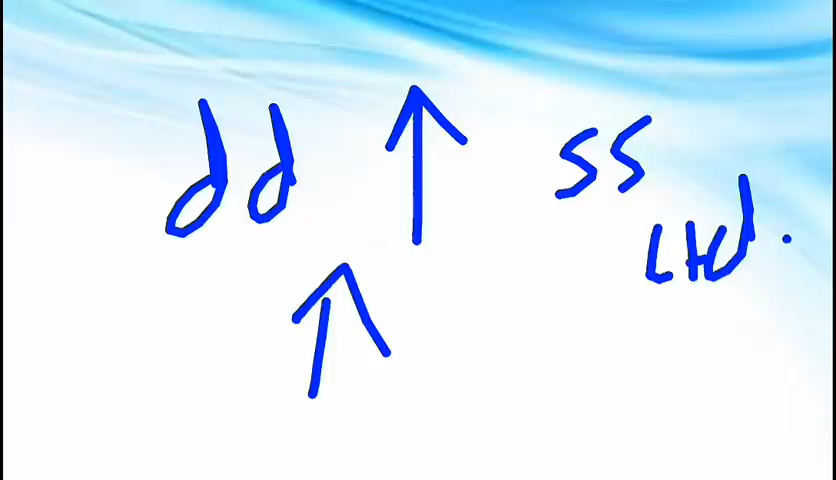 dd ↑ ss
Ltd.
↑